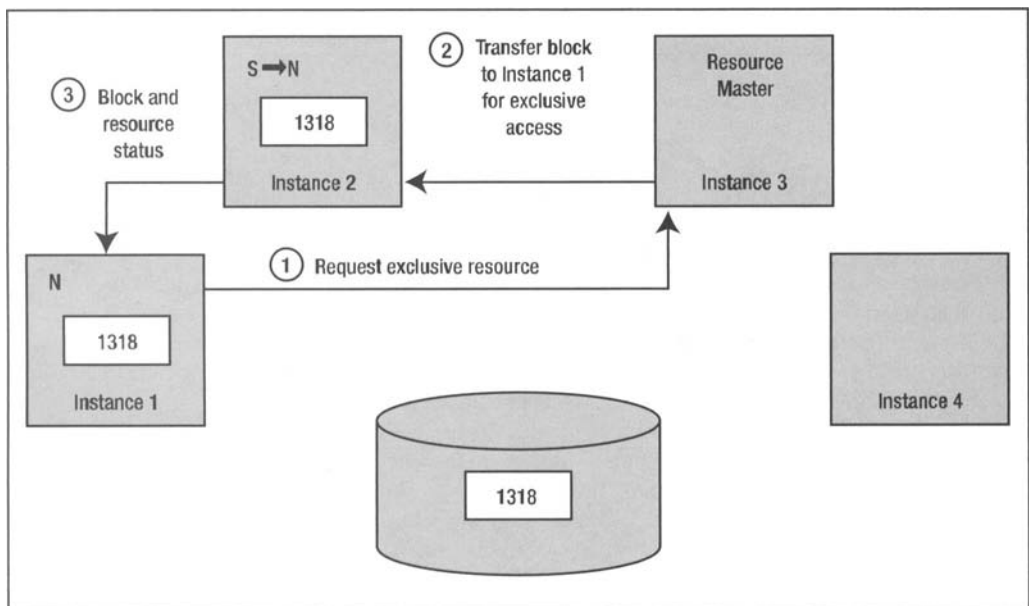 S→N
1318
Instance 2
2
Transfer block
to Instance 1
for exclusive
access
Resource
Master
Instance 3
3
Block and
resource
status
1
Request exclusive resource
N
1318
Instance 1
Instance 4
1318